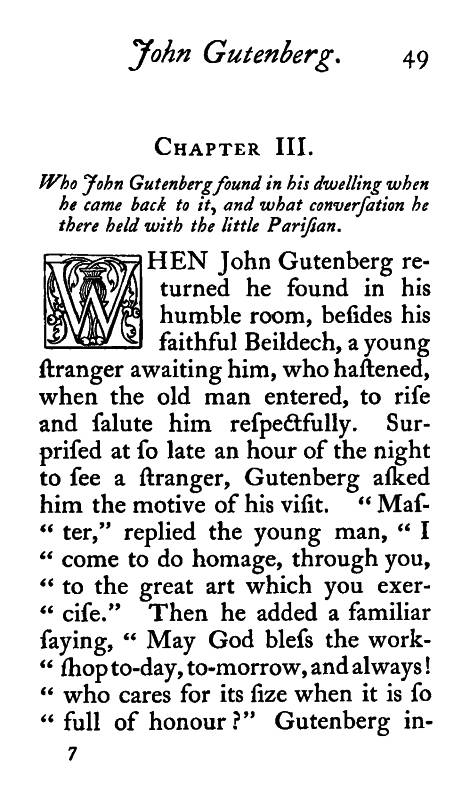 John Gutenberg. 49
CHAPTER III.
Who John Gutenberg found in his dwelling when
he came back to it, and what converſation he
there held with the little Pariſian.
WHEN John Gutenberg re-
turned he found in his
humble room, beſides his
faithful Beildech, a young
ſtranger awaiting him, who haſtened,
when the old man entered, to riſe
and ſalute him reſpectfully. Sur-
priſed at ſo late an hour of the night
to ſee a ſtranger, Gutenberg aſked
him the motive of his viſit. “ Maſ-
“ ter,” replied the young man, “ I
“ come to do homage, through you,
“ to the great art which you exer-
“ ciſe.” Then he added a familiar
ſaying, “ May God bleſs the work-
“ ſhop to-day, to-morrow, and always!
“ who cares for its ſize when it is ſo
“ full of honour?” Gutenberg in-
7